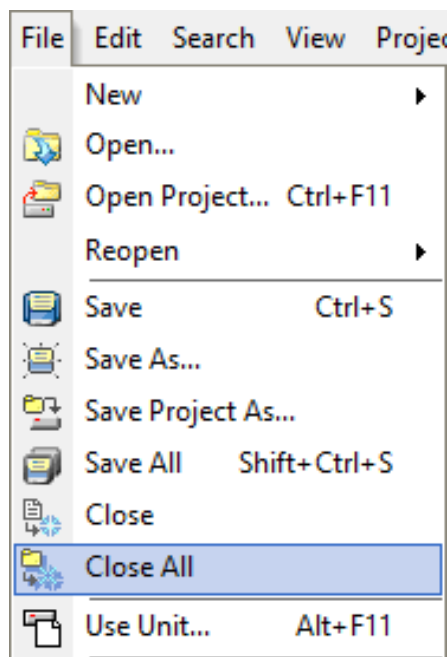 File Edit Search View Projec
New
Open...
Open Project... Ctrl+F11
Reopen
Save Ctrl+S
Save As...
Save Project As...
Save All Shift+Ctrl+S
Close
Close All
Use Unit... Alt+F11